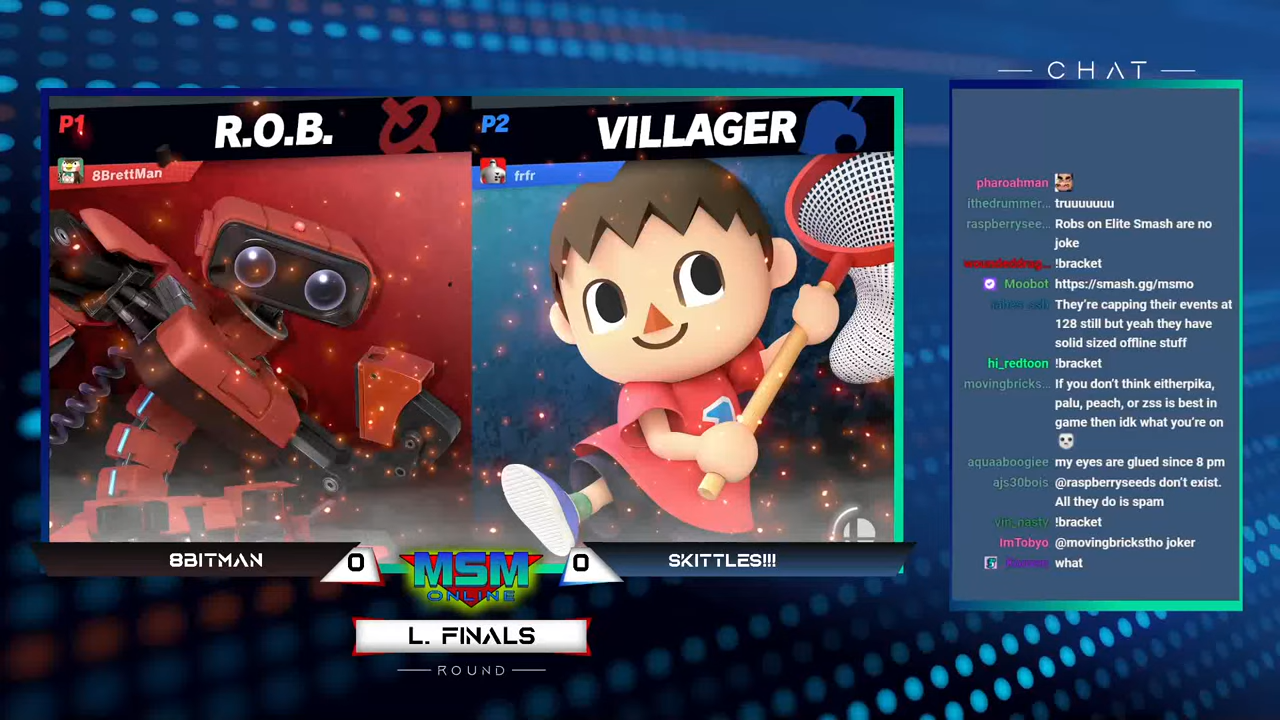 CHAT
P1
R.O.B.
8BrettMan
P2
VILLAGER
frfr
1
pharoahman
ithedrummer... truuuuuuu
raspberrysee... Robs on Elite Smash are no
joke
!bracket
Moobot https://smash.gg/msmo
They're capping their events at
128 still but yeah they have
solid sized offline stuff
hi_redtoon !bracket
movingbricks... If you don't think eitherpika,
palu, peach, or zss is best in
game then idk what you're on
aquaaboogiee my eyes are glued since 8 pm
ajs30bois @raspberryseeds don't exist.
All they do is spam
vin_nasty !bracket
ImTobyo @movingbrickstho joker
what
8BITMAN
0
MSM
ONLINE
0
SKITTLES!!!
L. FINALS
ROUND